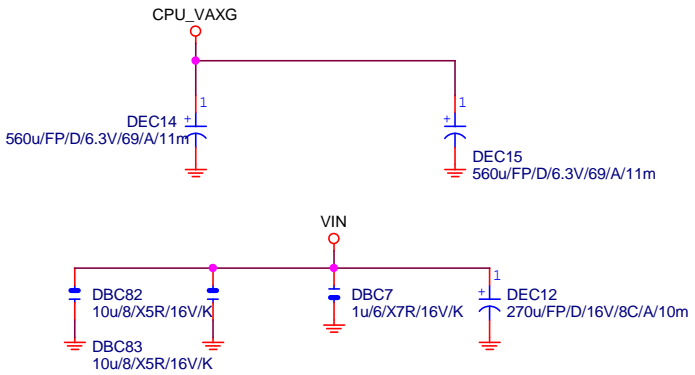 CPU_VAXG
1
+
DEC14
560u/FP/D/6.3V/69/A/11m
1
+
DEC15
560u/FP/D/6.3V/69/A/11m
VIN
DBC82
10u/8/X5R/16V/K
DBC83
10u/8/X5R/16V/K
DBC7
1u/6/X7R/16V/K
1
+
DEC12
270u/FP/D/16V/8C/A/10m